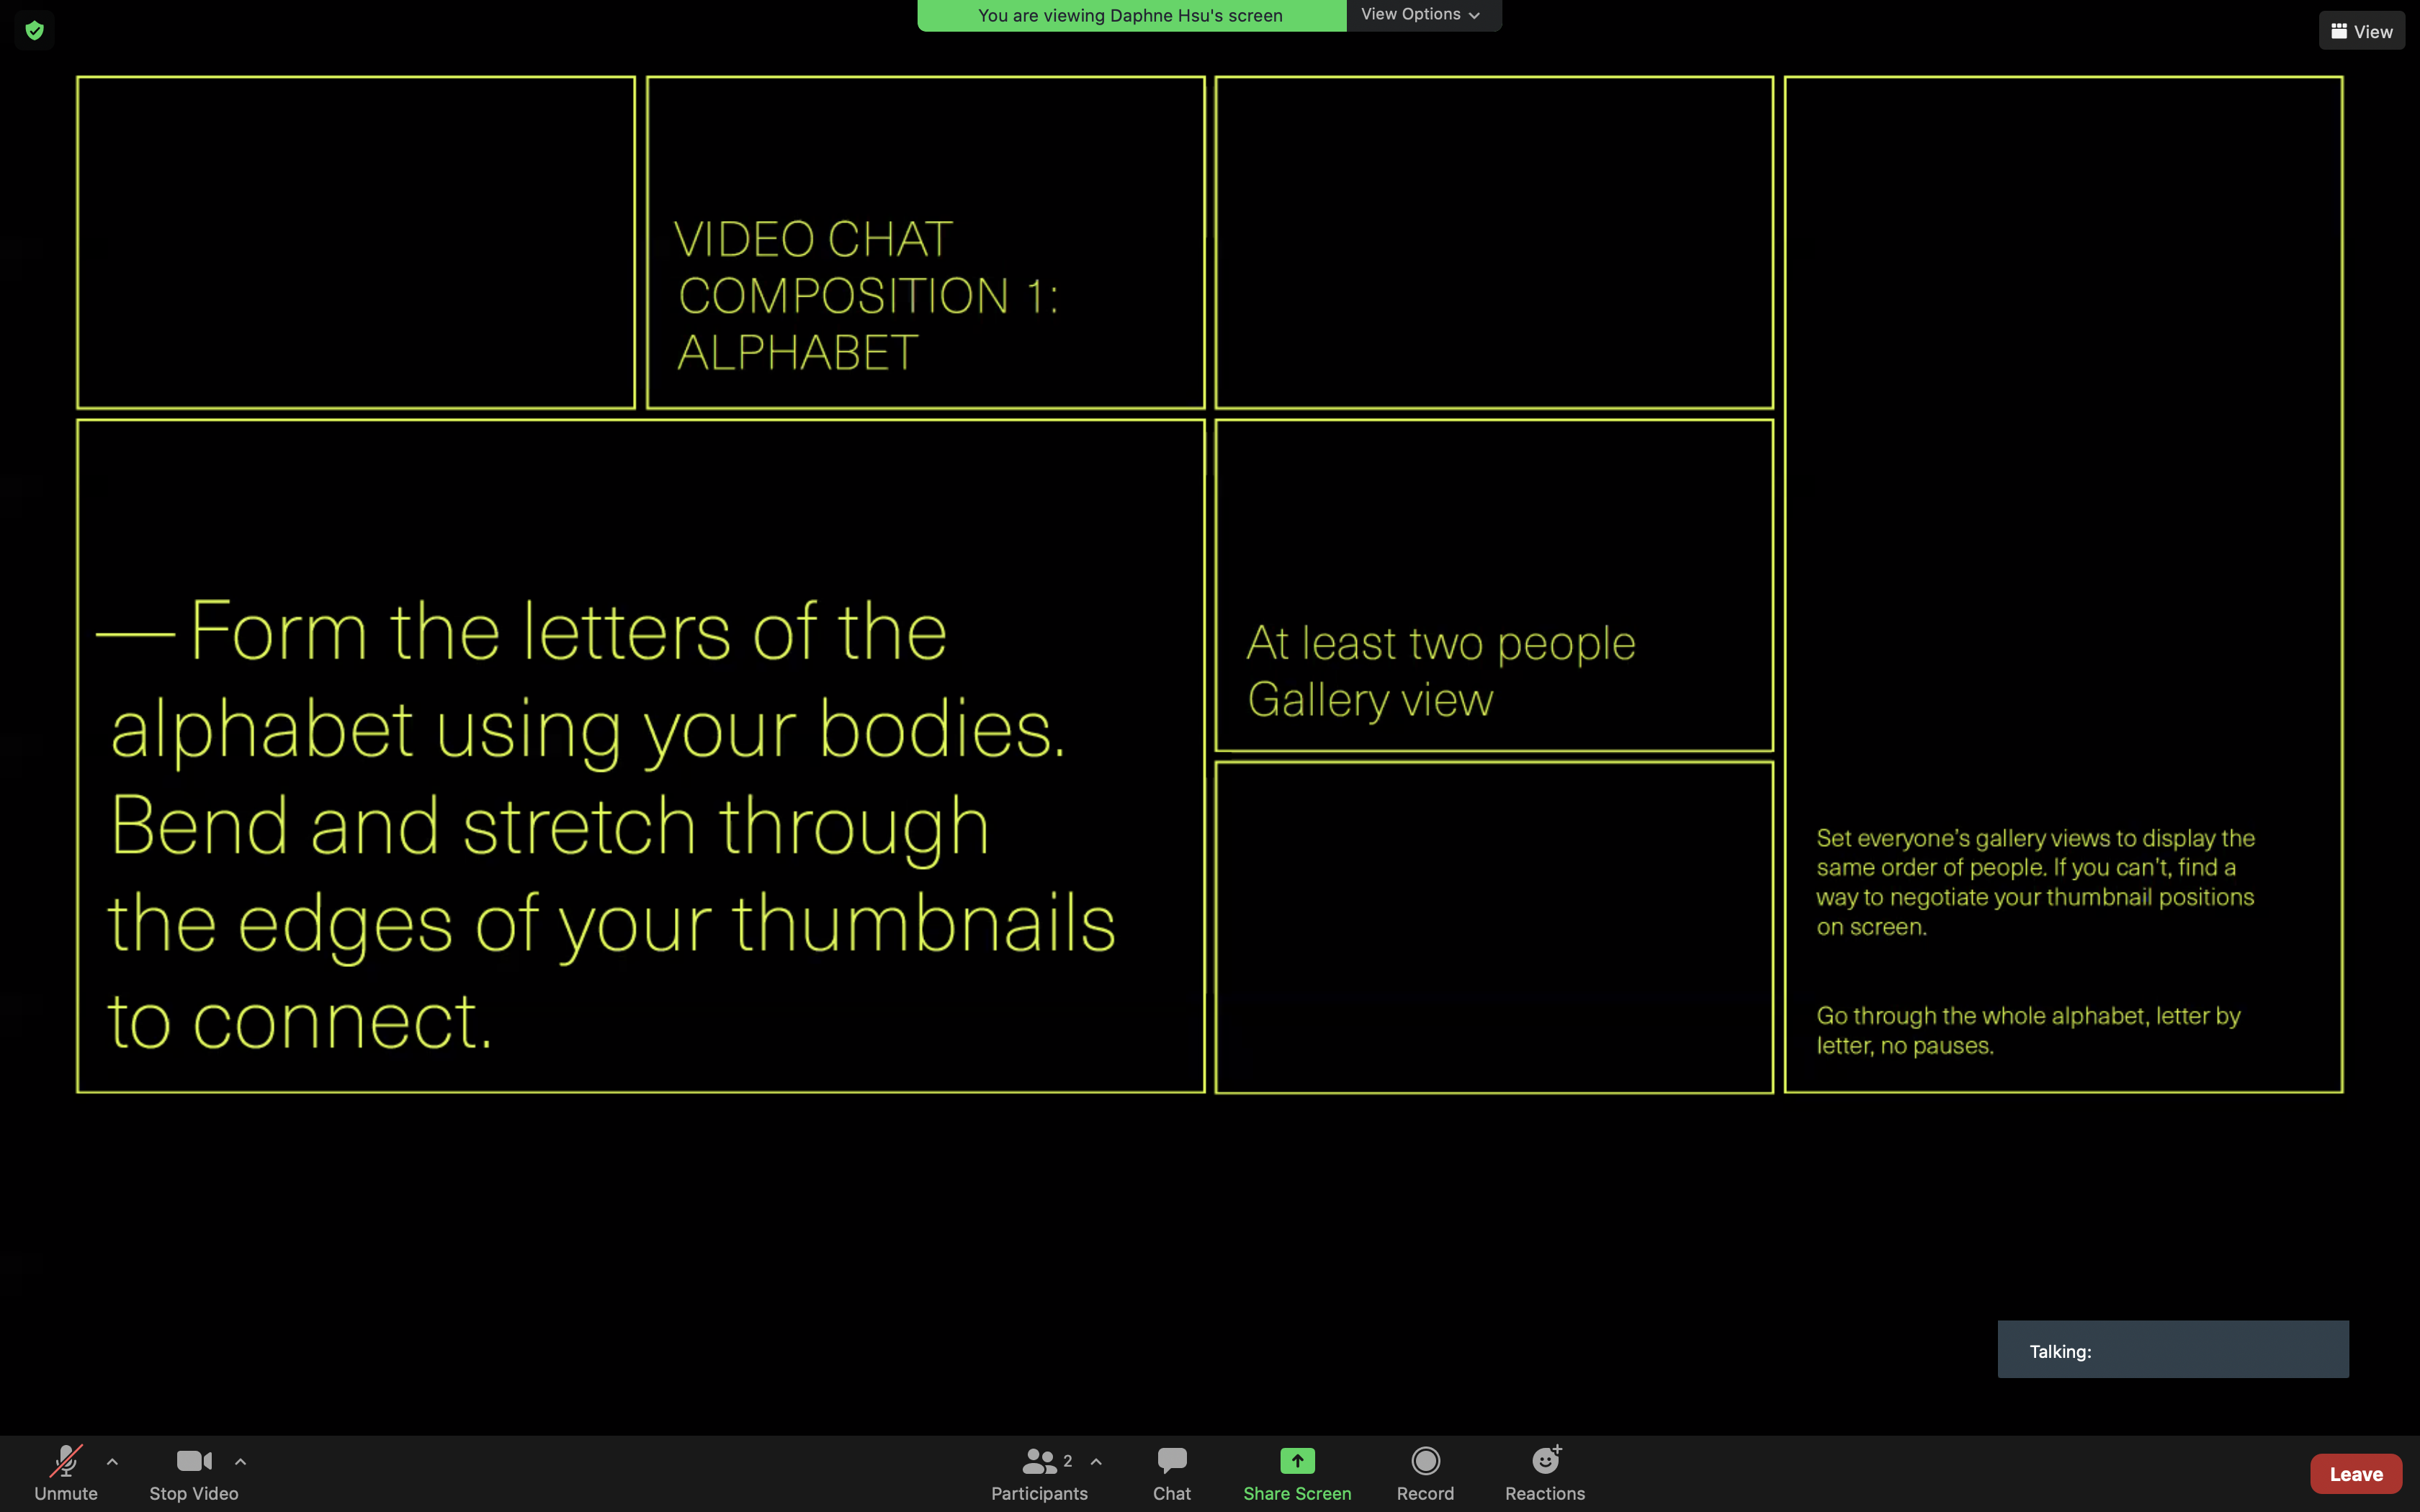 You are viewing Daphne Hsu's screen
View Options
View
VIDEO CHAT
COMPOSITION 1:
ALPHABET
— Form the letters of the
alphabet using your bodies.
Bend and stretch through
the edges of your thumbnails
to connect.
At least two people
Gallery view
Set everyone’s gallery views to display the
same order of people. If you can’t, find a
way to negotiate your thumbnail positions
on screen.
Go through the whole alphabet, letter by
letter, no pauses.
Talking:
Unmute
Stop Video
2
Participants
Chat
Share Screen
Record
Reactions
Leave